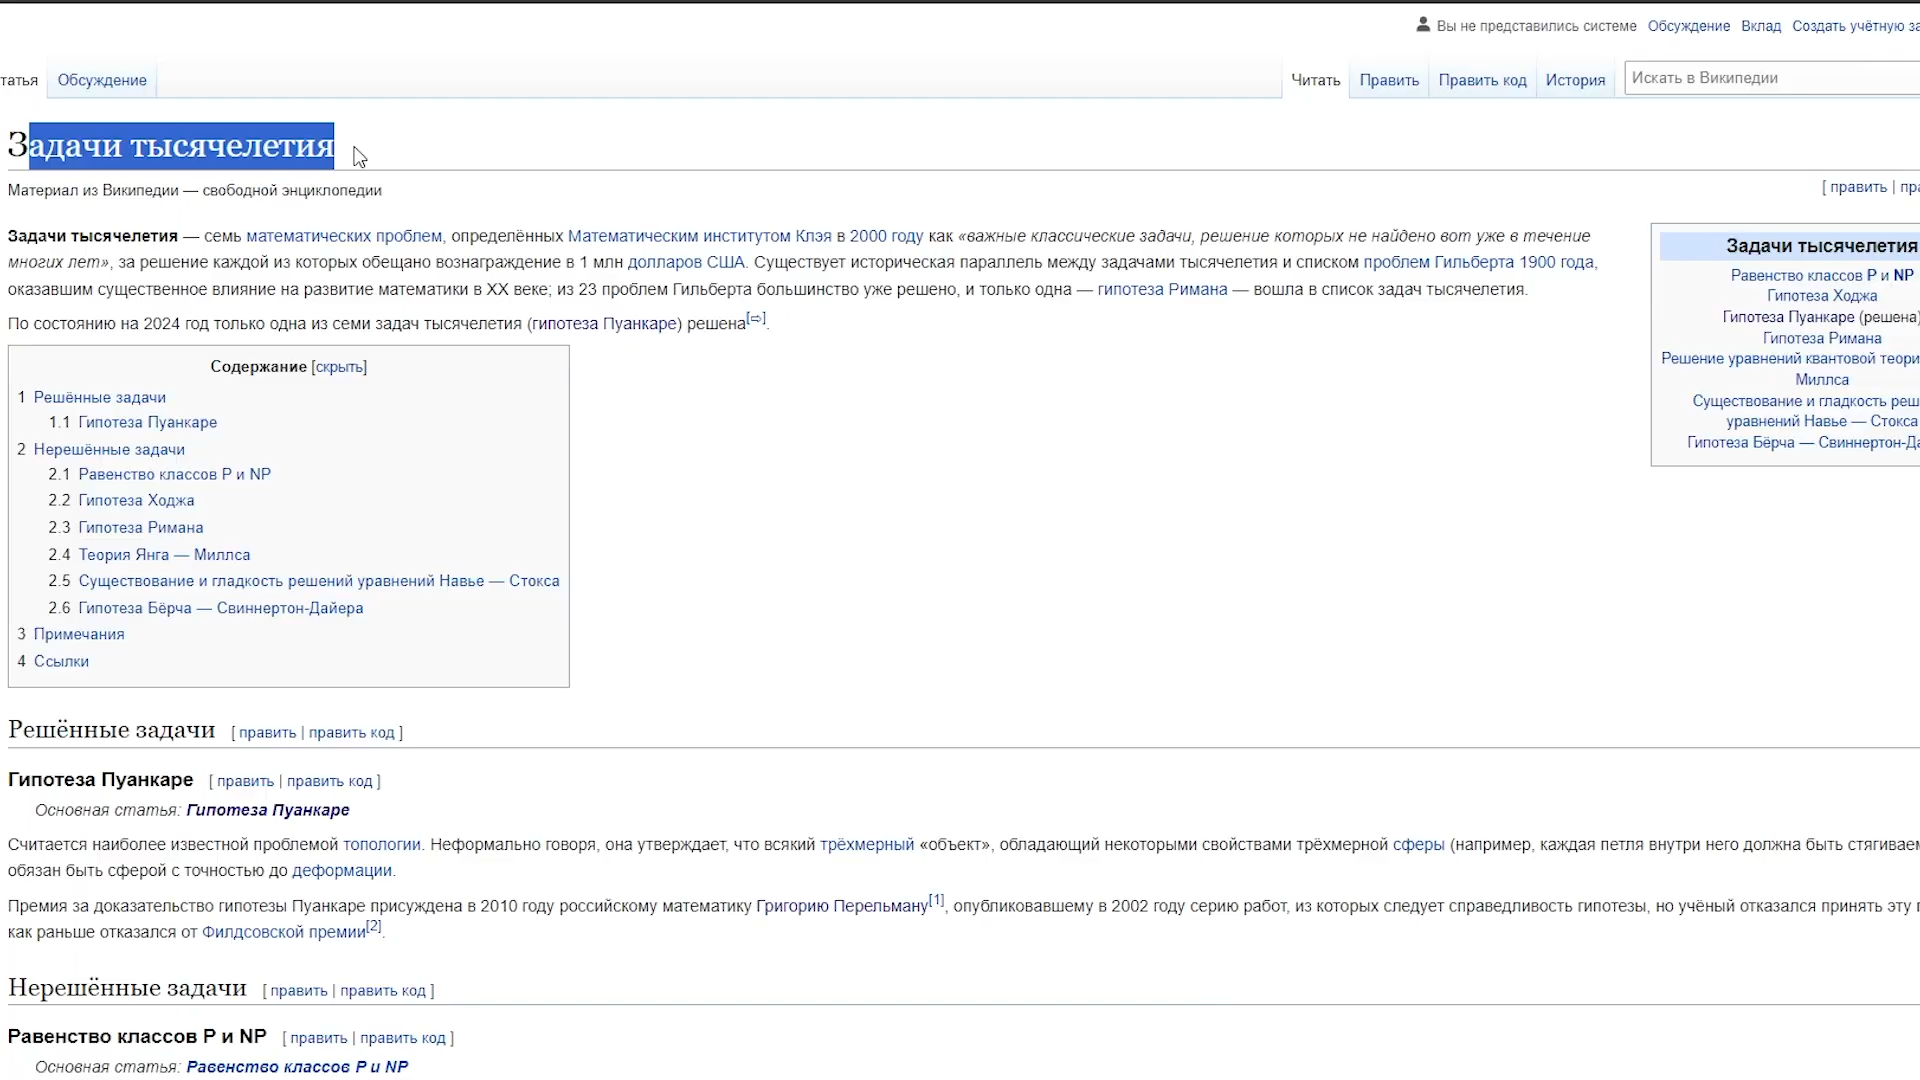 Вы не представились системе Обсуждение Вклад Создать учётную
татья Обсуждение Читать Править Править код История Искать в Википедии
Задачи тысячелетия
Материал из Википедии — свободной энциклопедии
[ править |
Задачи тысячелетия — семь математических проблем, определённых Математическим институтом Клэя в 2000 году как «важные классические задачи, решение которых не найдено вот уже в течение
многих лет», за решение каждой из которых обещано вознаграждение в 1 млн долларов США. Существует историческая параллель между задачами тысячелетия и списком проблем Гильберта 1900 года,
оказавшим существенное влияние на развитие математики в XX веке; из 23 проблем Гильберта большинство уже решено, и только одна — гипотеза Римана — вошла в список задач тысячелетия.
По состоянию на 2024 год только одна из семи задач тысячелетия (гипотеза Пуанкаре) решена[⇨].
Задачи тысячелетия
Равенство классов P и NP
Гипотеза Ходжа
Гипотеза Пуанкаре (решена)
Гипотеза Римана
Решение уравнений квантовой
Миллса
Существование и гладкость
уравнений Навье — Стокса
Гипотеза Бёрча —
Содержание [скрыть]
1 Решённые задачи
1.1 Гипотеза Пуанкаре
2 Нерешённые задачи
2.1 Равенство классов P и NP
2.2 Гипотеза Ходжа
2.3 Гипотеза Римана
2.4 Теория Янга — Миллса
2.5 Существование и гладкость решений уравнений Навье — Стокса
2.6 Гипотеза Бёрча — Свиннертон-Дайера
3 Примечания
4 Ссылки
Решённые задачи [ править | править код ]
Гипотеза Пуанкаре [ править | править код ]
Основная статья: Гипотеза Пуанкаре
Считается наиболее известной проблемой топологии. Неформально говоря, она утверждает, что всякий трёхмерный «объект», обладающий некоторыми свойствами трёхмерной сферы (например, каждая петля внутри него должна быть
обязан быть сферой с точностью до деформации.
Премия за доказательство гипотезы Пуанкаре присуждена в 2010 году российскому математику Григорию Перельману[1], опубликовавшему в 2002 году серию работ, из которых следует справедливость гипотезы, но учёный отказался принять эту
как раньше отказался от Филдсовской премии[2].
Нерешённые задачи [ править | править код ]
Равенство классов P и NP [ править | править код ]
Основная статья: Равенство классов P и NP